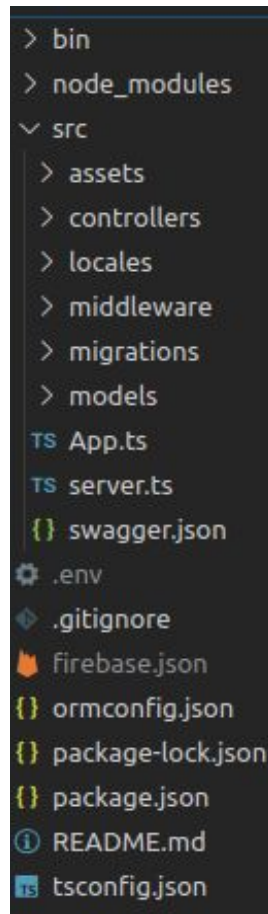 bin
node_modules
src
assets
controllers
locales
middleware
migrations
models
TS App.ts
TS server.ts
{} swagger.json
.env
.gitignore
firebase.json
{} ormconfig.json
{} package-lock.json
{} package.json
README.md
TS tsconfig.json